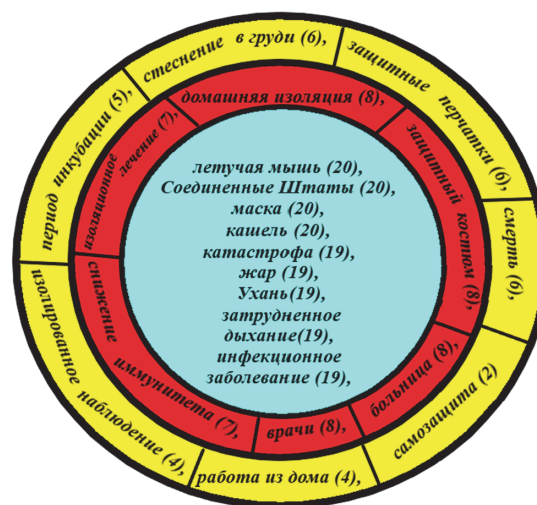 стеснение в груди (6),
защитные перчатки (6),
смерть (6),
самозащита (2)
работа из дома (4),
изолированное наблюдение (4),
период инкубации (5),
домашняя изоляция (8),
защитный костюм (8),
больница (8),
врачи (8),
снижение иммунитета (7),
изоляционное
лечение (7),
летучая мышь (20),
Соединенные Штаты (20),
маска (20),
кашель (20),
катастрофа (19),
жар (19),
Ухань(19),
затрудненное
дыхание(19),
инфекционное
заболевание (19),